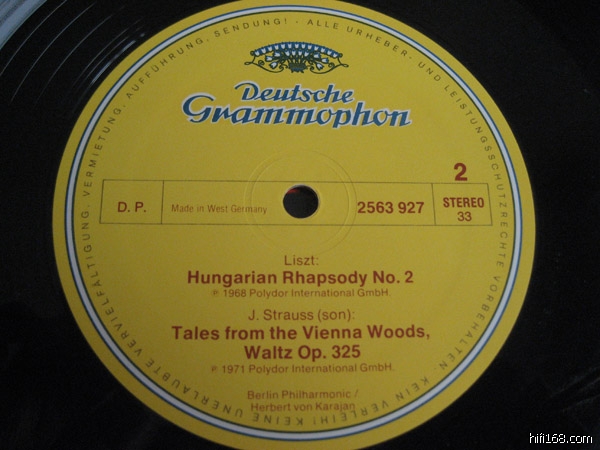 Deutsche
Grammophon
2
D. P.
Made in West Germany
2563 927
STEREO
33
Liszt:
Hungarian Rhapsody No. 2
℗ 1968 Polydor International GmbH.
J. Strauss (son):
Tales from the Vienna Woods,
Waltz Op. 325
℗ 1971 Polydor International GmbH.
Berlin Philharmonic /
Herbert von Karajan
ALLE URHEBER- UND LEISTUNGSSCHUTZRECHTE VORBEHALTEN · KEIN VERLEIH! KEINE UNERLAUBTE VERVIELFÄLTIGUNG, VERMIETUNG, AUFFÜHRUNG, SENDUNG! -
hifi168.com